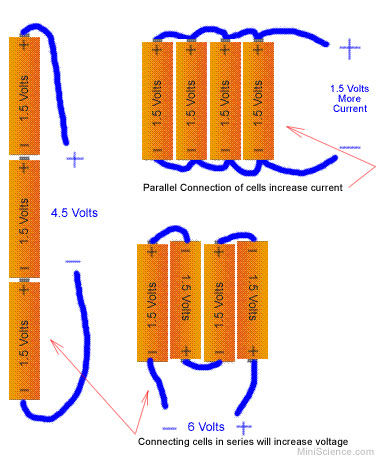 +
1.5 Volts
−
+
1.5 Volts
−
+
1.5 Volts
−
+
4.5 Volts
−
+
1.5 Volts
−
+
1.5 Volts
−
+
1.5 Volts
−
+
1.5 Volts
−
+
1.5 Volts
More
Current
−
Parallel Connection of cells increase current
+
1.5 Volts
−
−
1.5 Volts
+
+
1.5 Volts
−
−
1.5 Volts
+
− 6 Volts +
Connecting cells in series will increase voltage
MiniScience.com